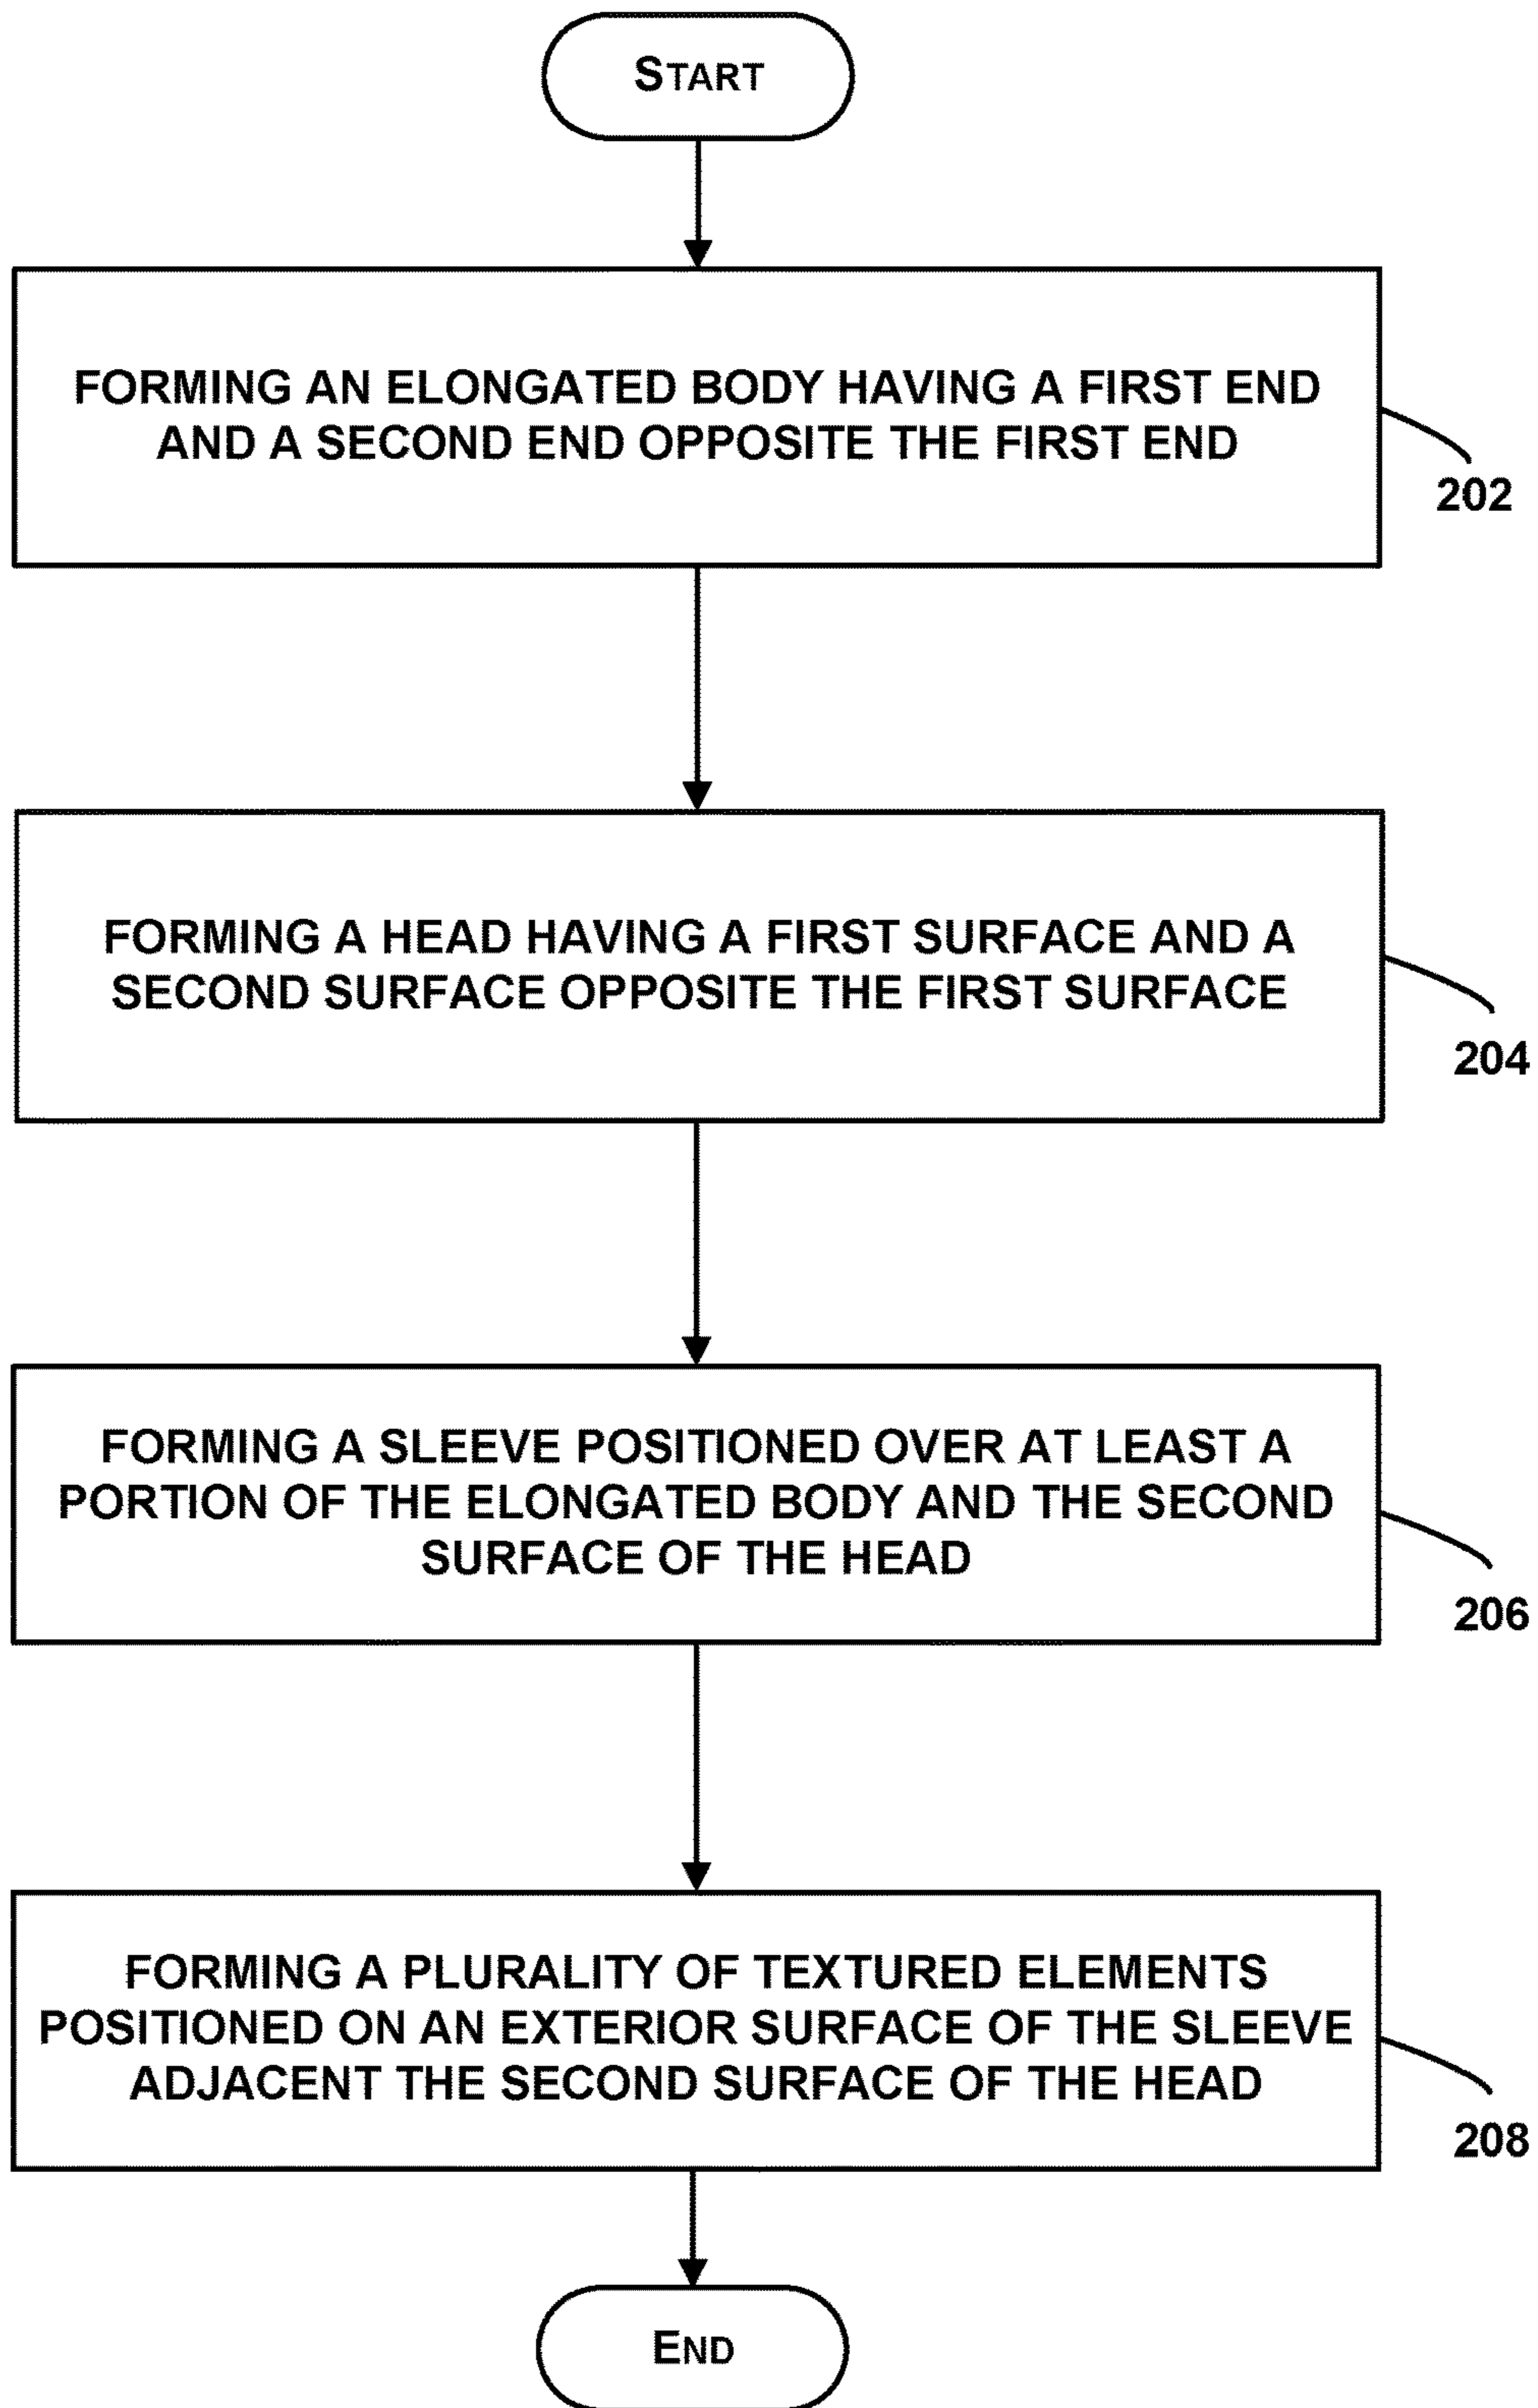 START
FORMING AN ELONGATED BODY HAVING A FIRST END
AND A SECOND END OPPOSITE THE FIRST END
202
FORMING A HEAD HAVING A FIRST SURFACE AND A
SECOND SURFACE OPPOSITE THE FIRST SURFACE
204
FORMING A SLEEVE POSITIONED OVER AT LEAST A
PORTION OF THE ELONGATED BODY AND THE SECOND
SURFACE OF THE HEAD
206
FORMING A PLURALITY OF TEXTURED ELEMENTS
POSITIONED ON AN EXTERIOR SURFACE OF THE SLEEVE
ADJACENT THE SECOND SURFACE OF THE HEAD
208
END